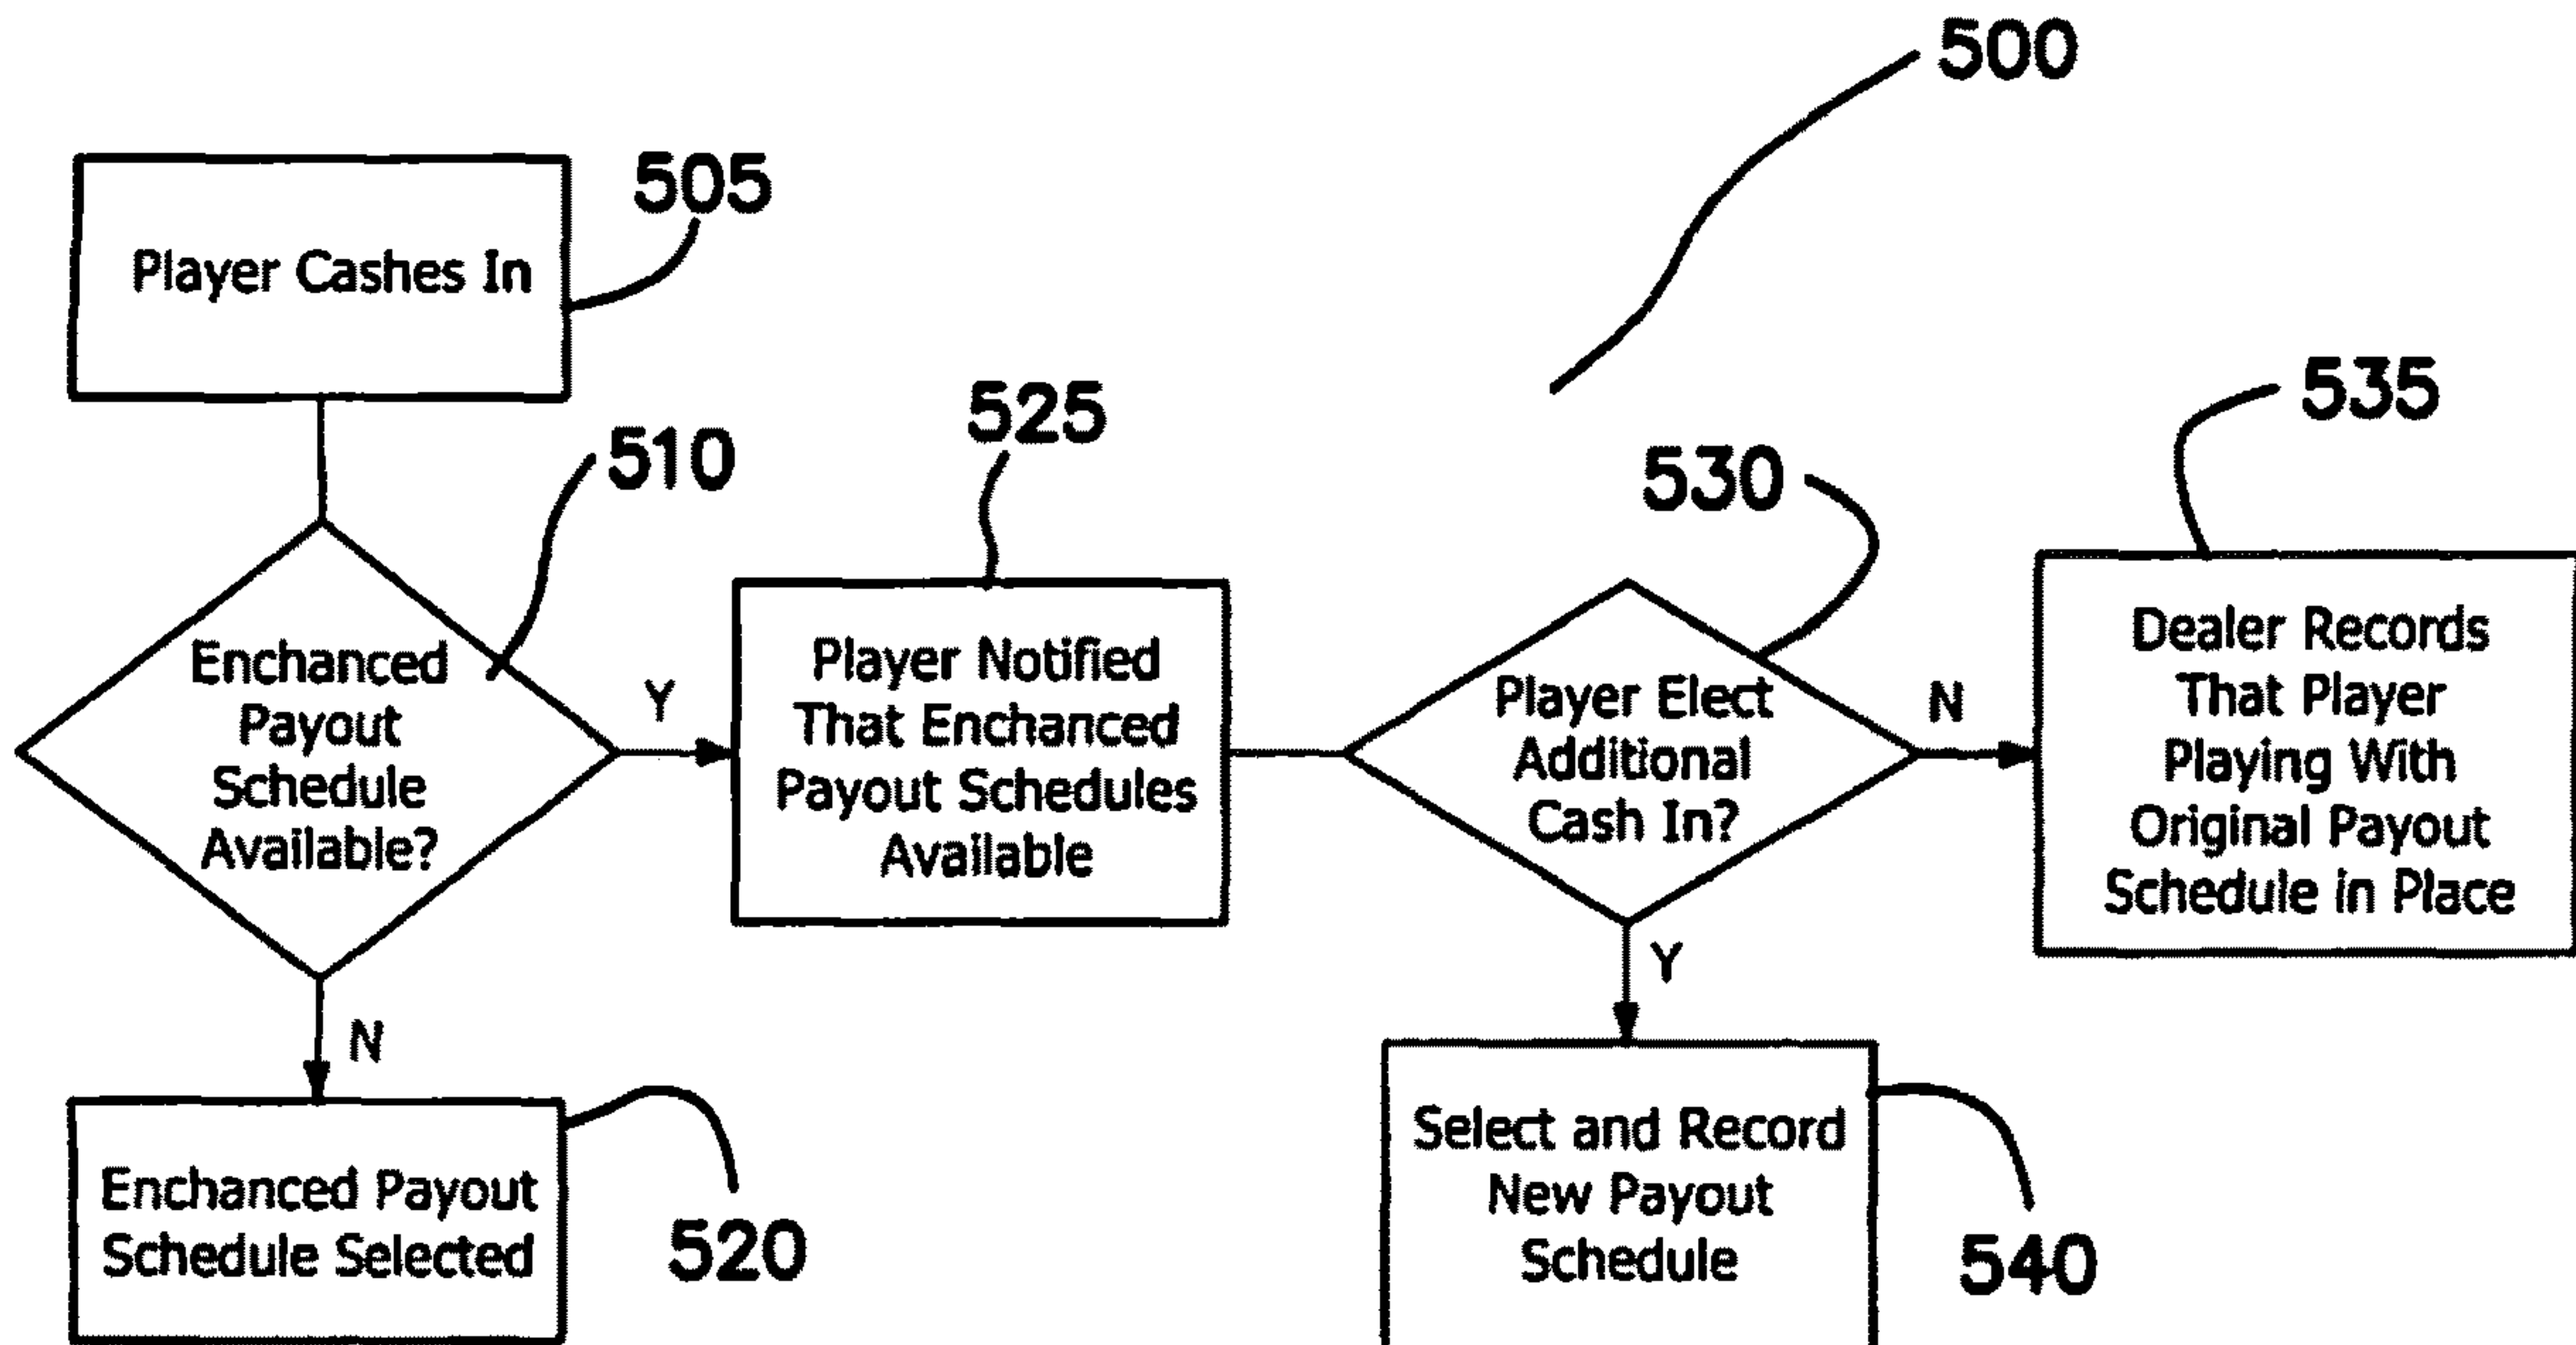 500
505
Player Cashes In
510
525
530
535
Enchanced
Payout
Schedule
Available?
Y
Player Notified
That Enchanced
Payout Schedules
Available
Player Elect
Additional
Cash In?
N
Dealer Records
That Player
Playing With
Original Payout
Schedule in Place
N
Y
Enchanced Payout
Schedule Selected
520
Select and Record
New Payout
Schedule
540